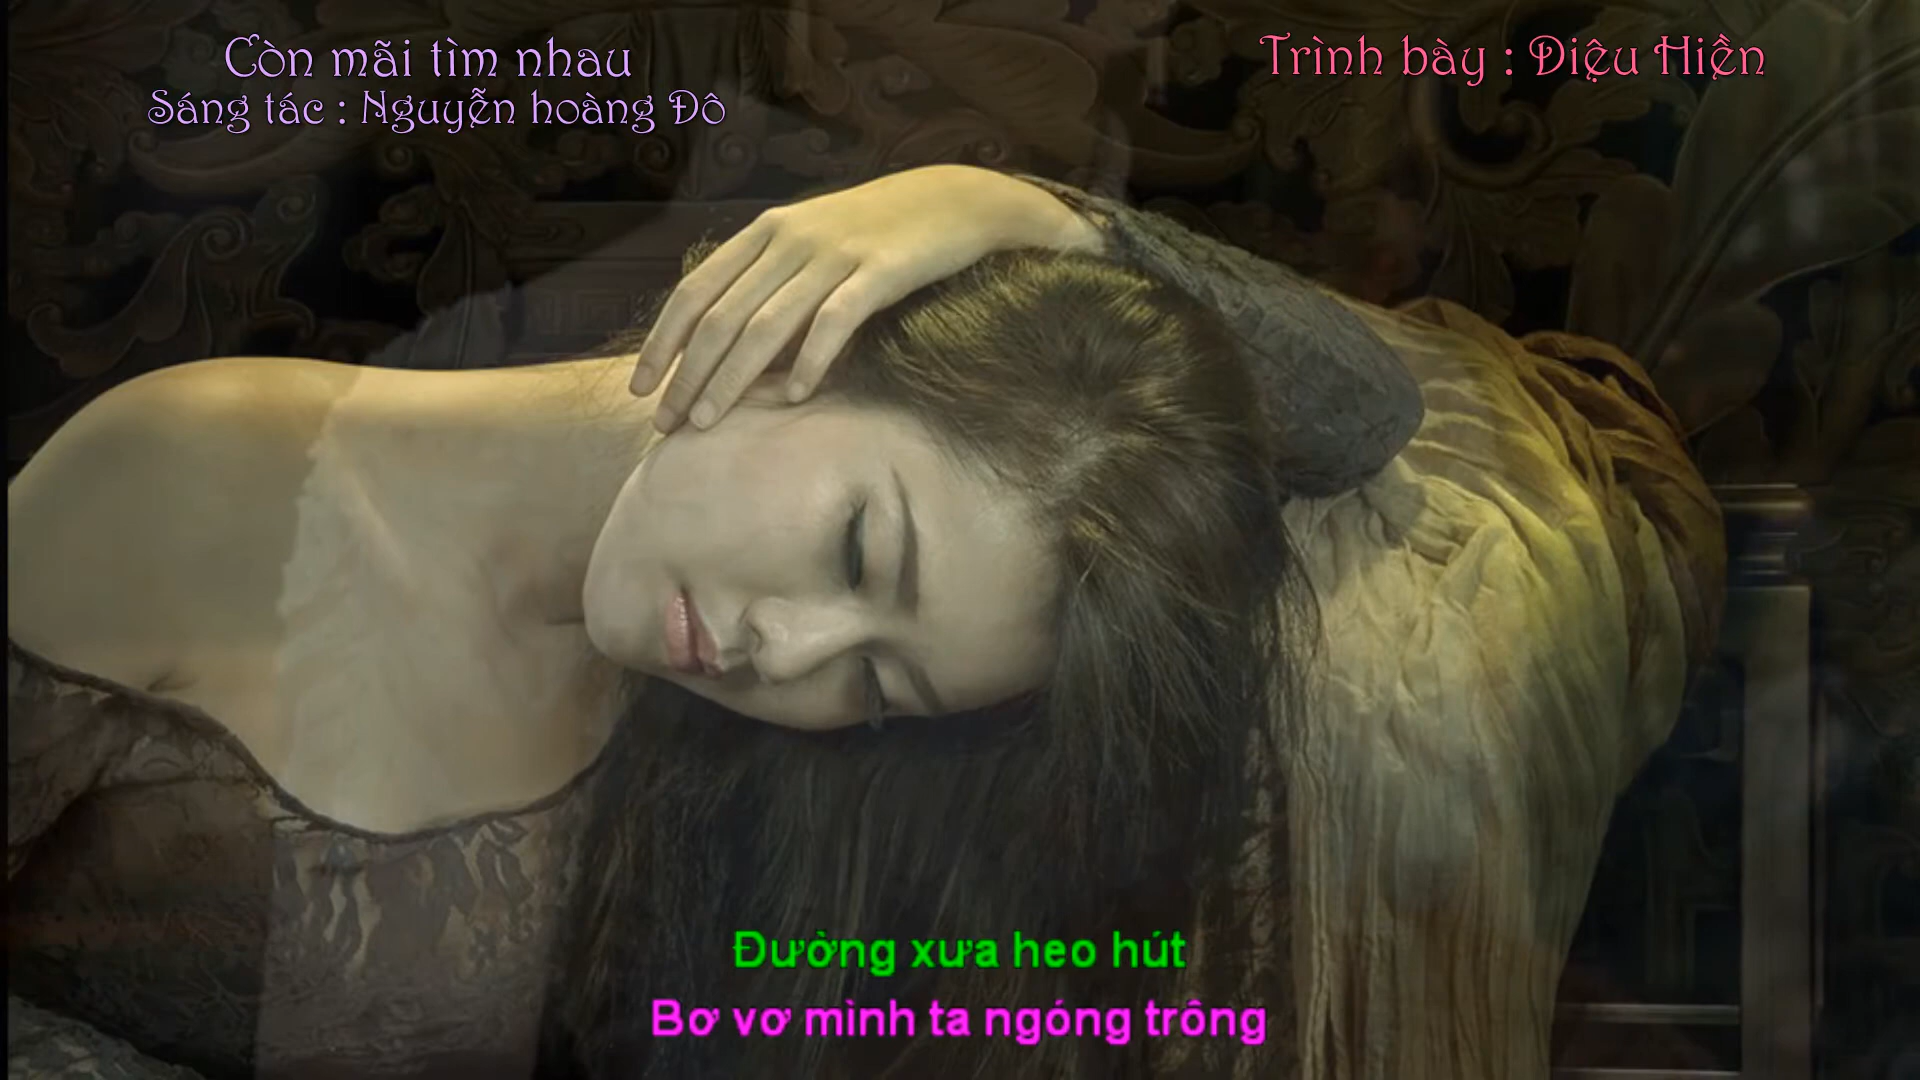 Còn mãi tìm nhau
Sáng tác : Nguyễn hoàng Đô
Trình bày : Diệu Hiền
Đường xưa heo hút
Bơ vơ mình ta ngóng trông